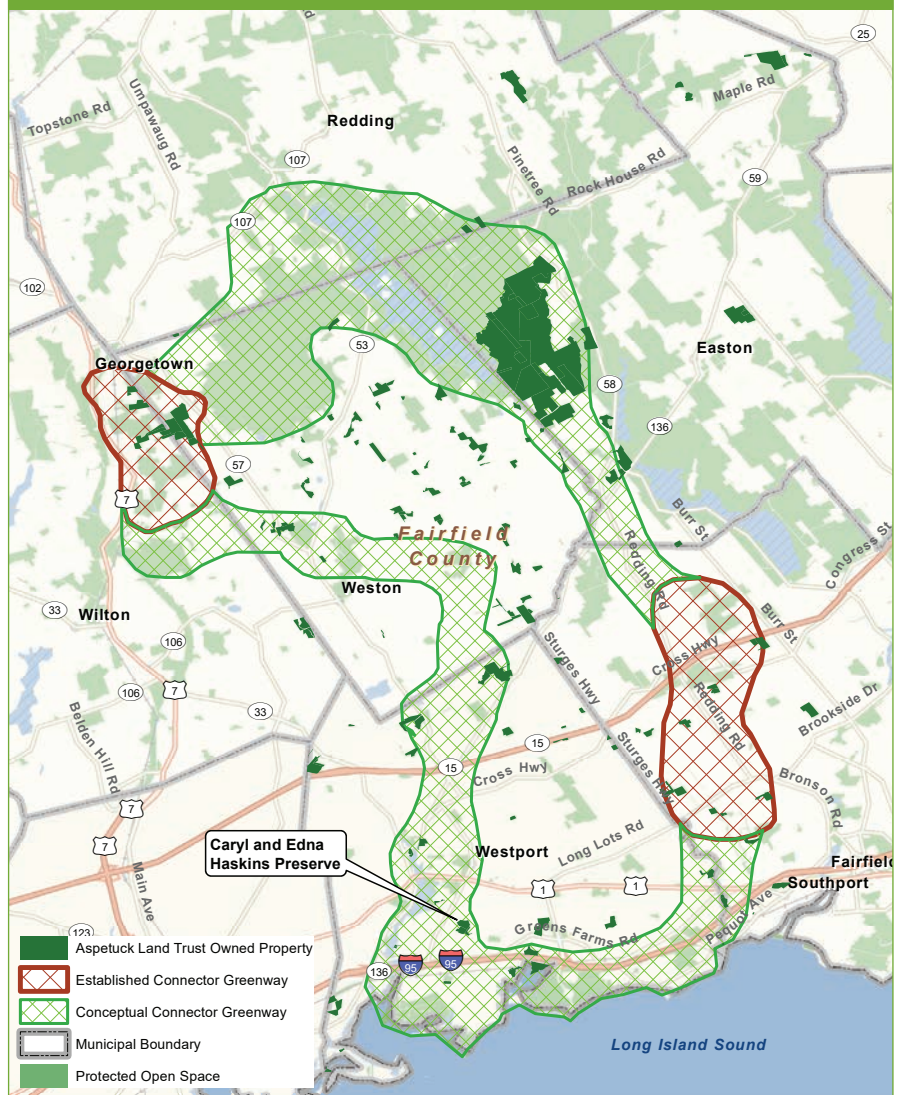 25
Rd
Maple Rd
Topstone Rd
Umpawaug Rd
Redding
107
Pinetree Rd
Rock House Rd
59
107
102
53
Easton
Georgetown
58
136
57
7
Burr St
Fairfield
County
Congress St
Redding Rd
Weston
33
Wilton
Burr St
106
Sturges Hwy
Cross Hwy
7
106
Redding Rd
Brookside Dr
33
Belden Hill Rd
15
Sturges Hwy
15
Cross Hwy
Bronson Rd
7
7
Caryl and Edna
Haskins Preserve
Westport
Long Lots Rd
Fairfield
Main Ave
1
1
Southport
Pequot Ave
123
Greens Farms Rd
Aspetuck Land Trust Owned Property
136
95
95
Established Connector Greenway
Conceptual Connector Greenway
Municipal Boundary
Long Island Sound
Protected Open Space